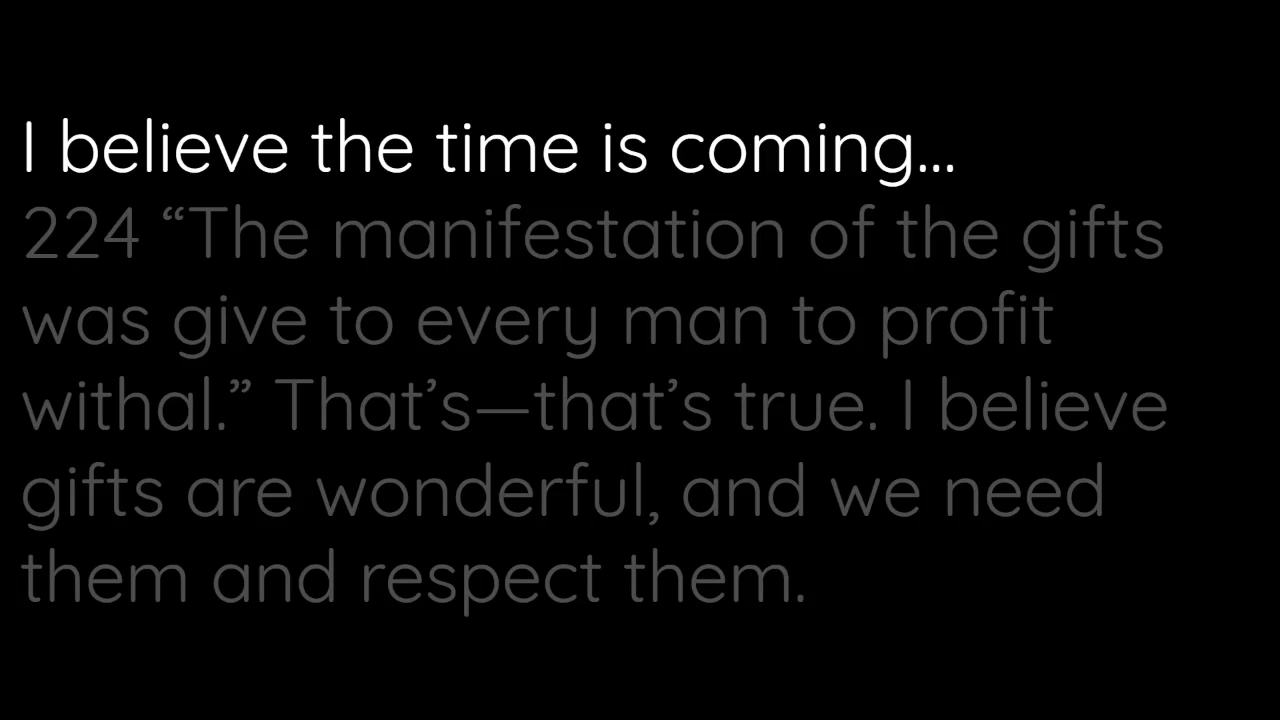 I believe the time is coming...
224 “The manifestation of the gifts
was give to every man to profit
withal.” That’s—that’s true. I believe
gifts are wonderful, and we need
them and respect them.